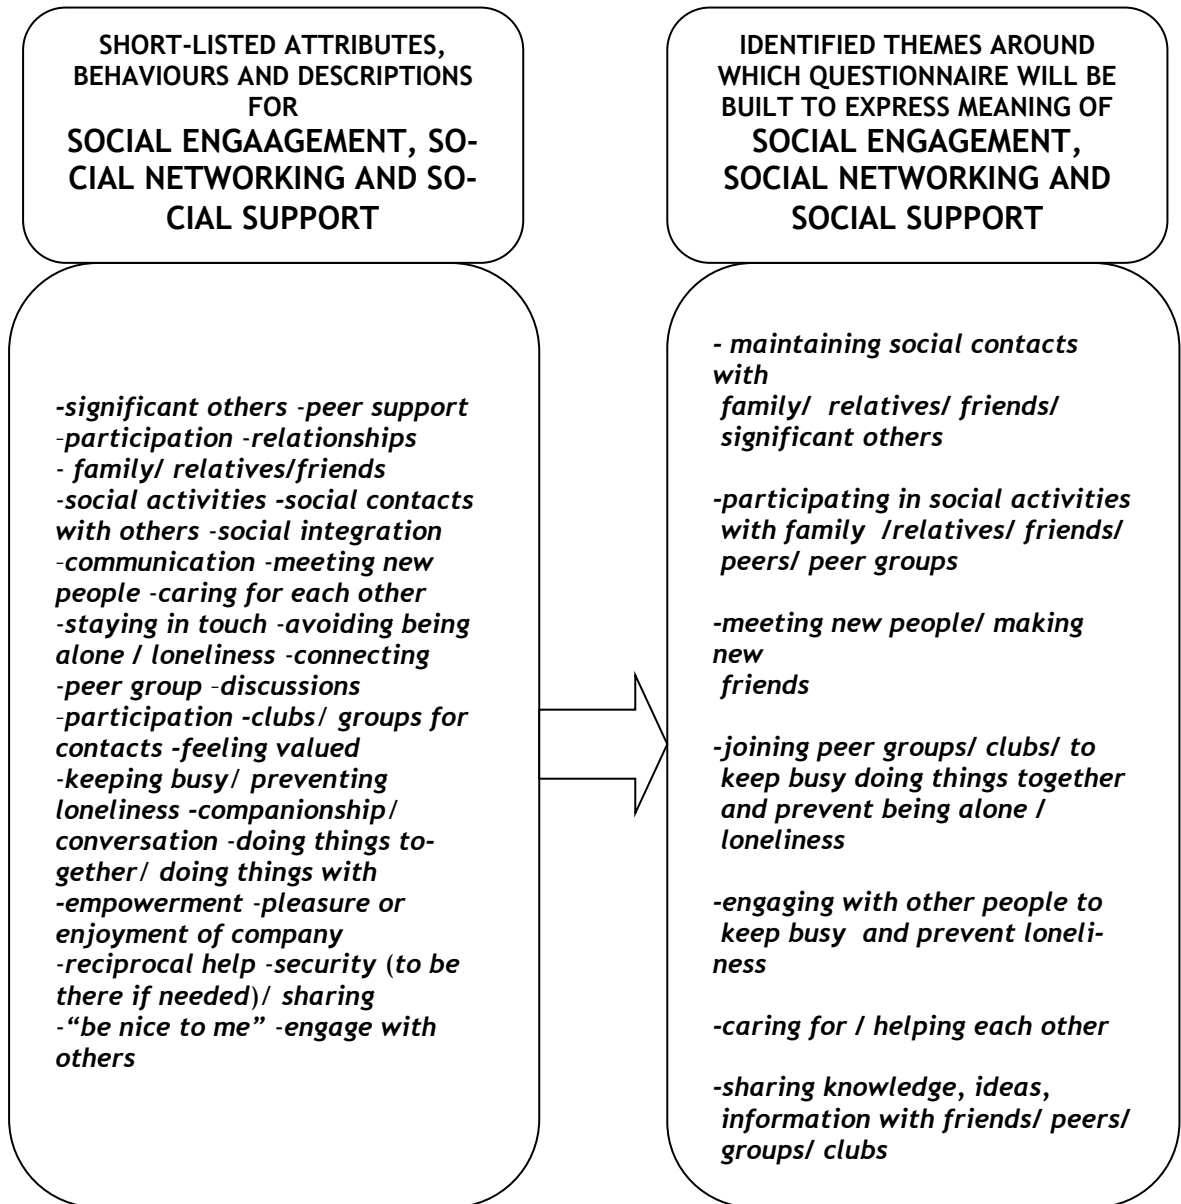 SHORT-LISTED ATTRIBUTES,
BEHAVIOURS AND DESCRIPTIONS
FOR
SOCIAL ENGAAGEMENT, SO-
CIAL NETWORKING AND SO-
CIAL SUPPORT
-significant others -peer support
-participation -relationships
- family/ relatives/friends
-social activities -social contacts
with others -social integration
-communication -meeting new
people -caring for each other
-staying in touch -avoiding being
alone / loneliness -connecting
-peer group –discussions
-participation -clubs/ groups for
contacts -feeling valued
-keeping busy/ preventing
loneliness -companionship/
conversation -doing things to-
gether/ doing things with
-empowerment -pleasure or
enjoyment of company
-reciprocal help -security (to be
there if needed)/ sharing
-“be nice to me” -engage with
others
IDENTIFIED THEMES AROUND
WHICH QUESTIONNAIRE WILL BE
BUILT TO EXPRESS MEANING OF
SOCIAL ENGAGEMENT,
SOCIAL NETWORKING AND
SOCIAL SUPPORT
- maintaining social contacts
with
family/ relatives/ friends/
significant others
-participating in social activities
with family /relatives/ friends/
peers/ peer groups
-meeting new people/ making
new
friends
-joining peer groups/ clubs/ to
keep busy doing things together
and prevent being alone /
loneliness
-engaging with other people to
keep busy and prevent loneli-
ness
-caring for / helping each other
-sharing knowledge, ideas,
information with friends/ peers/
groups/ clubs